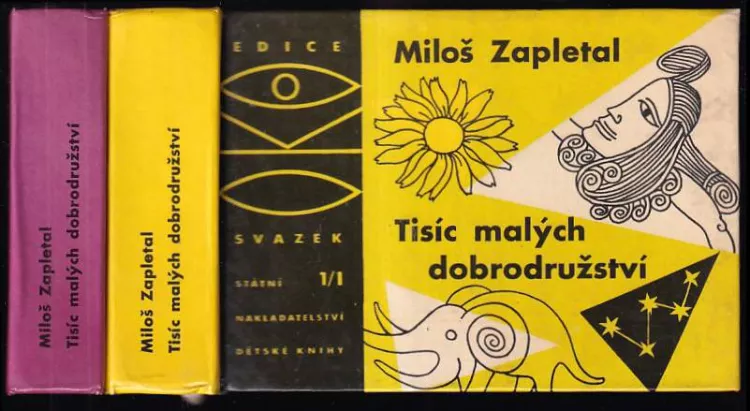 Miloš Zapletal
Tisíc malých dobrodružství
Miloš Zapletal
Tisíc malých dobrodružství
EDICE
OKO
SVAZEK
1/I
STÁTNÍ
NAKLADATELSTVÍ
DĚTSKÉ KNIHY
Miloš Zapletal
Tisíc malých
dobrodružství